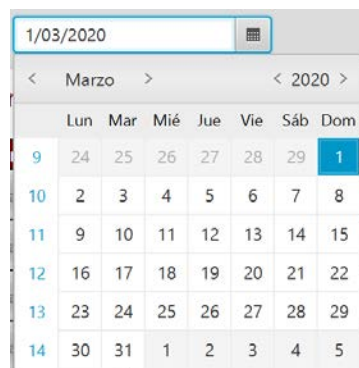 1/03/2020
< Marzo > < 2020 >
Lun Mar Mié Jue Vie Sáb Dom
9 24 25 26 27 28 29 1
10 2 3 4 5 6 7 8
11 9 10 11 12 13 14 15
12 16 17 18 19 20 21 22
13 23 24 25 26 27 28 29
14 30 31 1 2 3 4 5